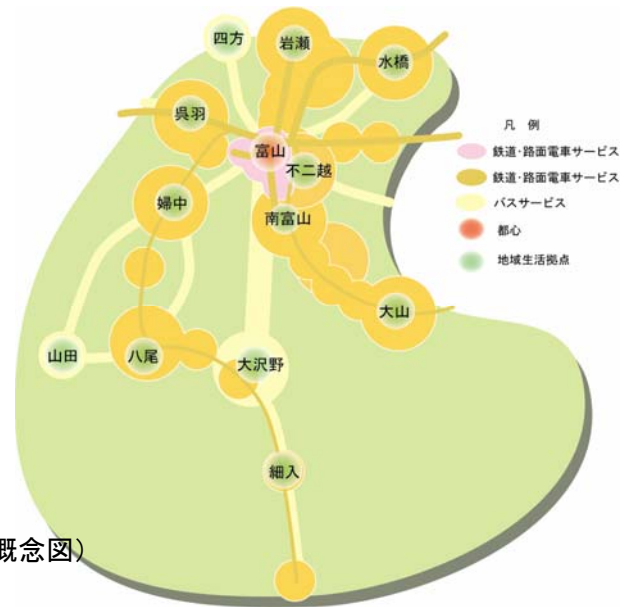 四方
岩瀬
水橋
呉羽
富山
不二越
婦中
南富山
大山
山田
八尾
大沢野
細入
凡 例
鉄道・路面電車サービス
鉄道・路面電車サービス
バスサービス
都心
地域生活拠点
概念図）